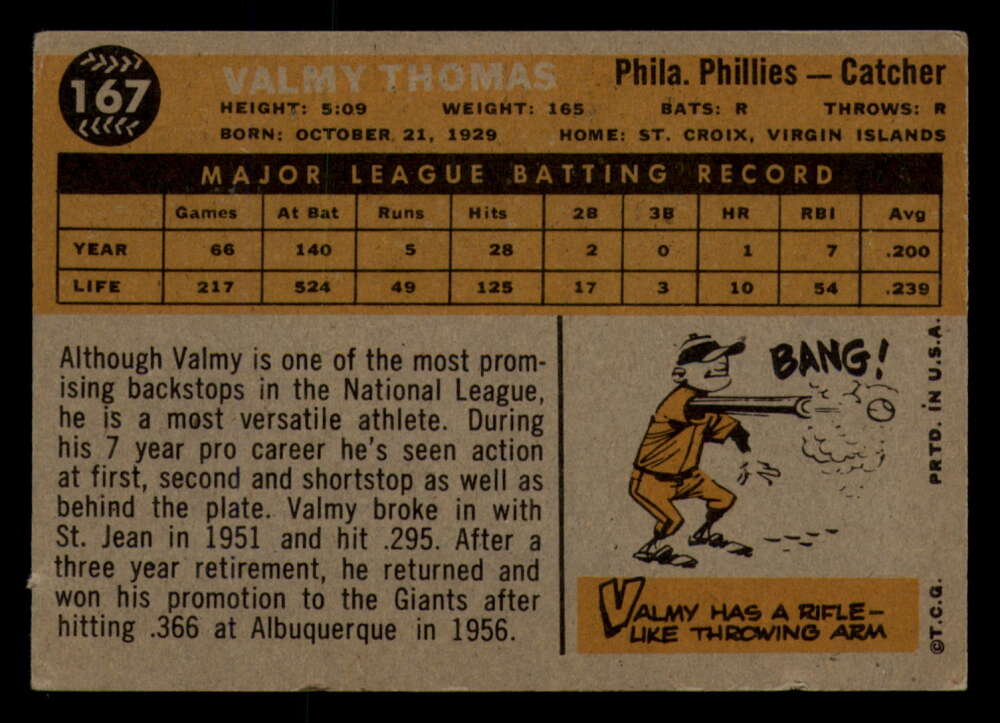 167
VALMY THOMAS
Phila. Phillies — Catcher
HEIGHT: 5:09 WEIGHT: 165 BATS: R THROWS: R
BORN: OCTOBER 21, 1929 HOME: ST. CROIX, VIRGIN ISLANDS
MAJOR LEAGUE BATTING RECORD
Games At Bat Runs Hits 2B 3B HR RBI Avg
YEAR 66 140 5 28 2 0 1 7 .200
LIFE 217 524 49 125 17 3 10 54 .239
Although Valmy is one of the most prom-
ising backstops in the National League,
he is a most versatile athlete. During
his 7 year pro career he's seen action
at first, second and shortstop as well as
behind the plate. Valmy broke in with
St. Jean in 1951 and hit .295. After a
three year retirement, he returned and
won his promotion to the Giants after
hitting .366 at Albuquerque in 1956.
BANG!
VALMY HAS A RIFLE-
LIKE THROWING ARM
©T.C.G. PRTD. IN U.S.A.